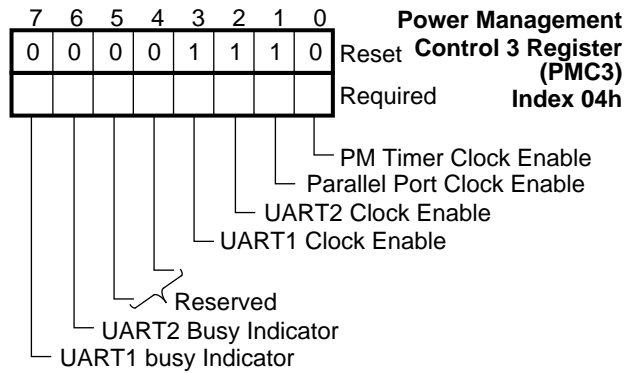 7 6 5 4 3 2 1 0
Power Management
0 0 0 0 1 1 1 0 Reset
Control 3 Register
(PMC3)
Required
Index 04h
PM Timer Clock Enable
Parallel Port Clock Enable
UART2 Clock Enable
UART1 Clock Enable
Reserved
UART2 Busy Indicator
UART1 busy Indicator